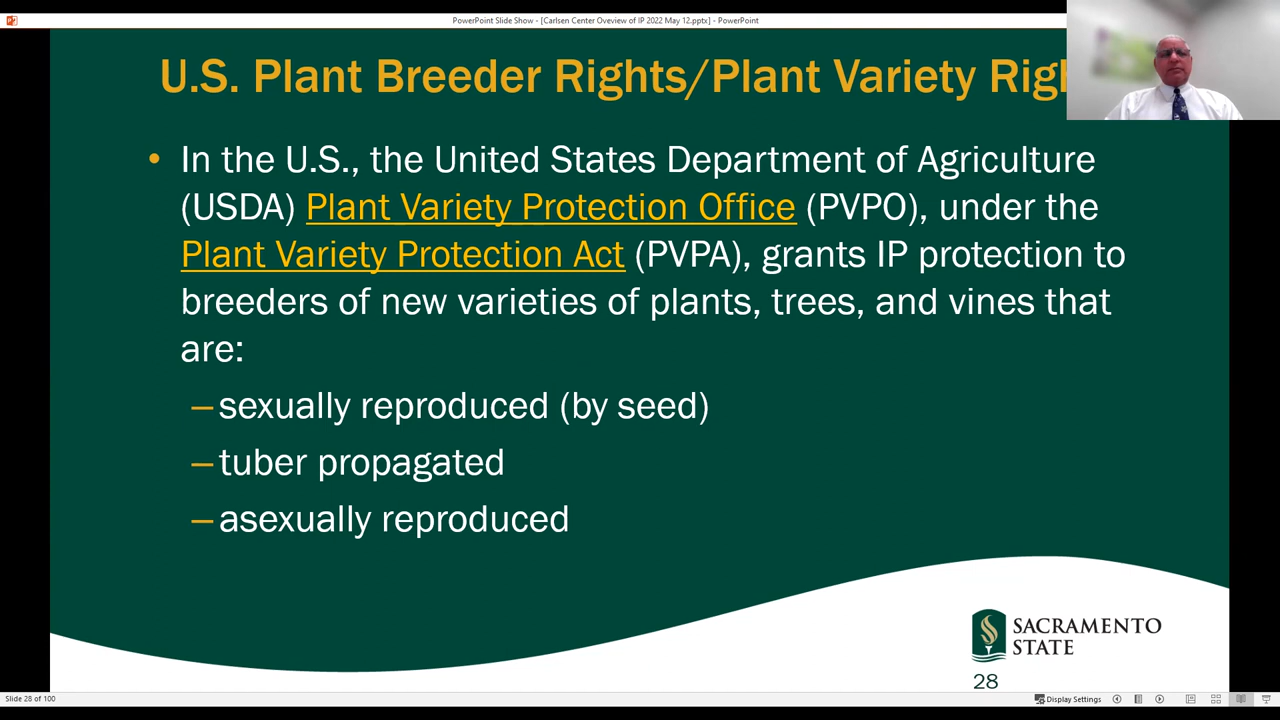 PowerPoint Slide Show - [Carlsen Center Oveview of IP 2022 May 12.pptx] - PowerPoint
U.S. Plant Breeder Rights/Plant Variety Rig
• In the U.S., the United States Department of Agriculture
(USDA) Plant Variety Protection Office (PVPO), under the
Plant Variety Protection Act (PVPA), grants IP protection to
breeders of new varieties of plants, trees, and vines that
are:
–sexually reproduced (by seed)
–tuber propagated
–asexually reproduced
SACRAMENTO
STATE
28
Slide 28 of 100
Display Settings